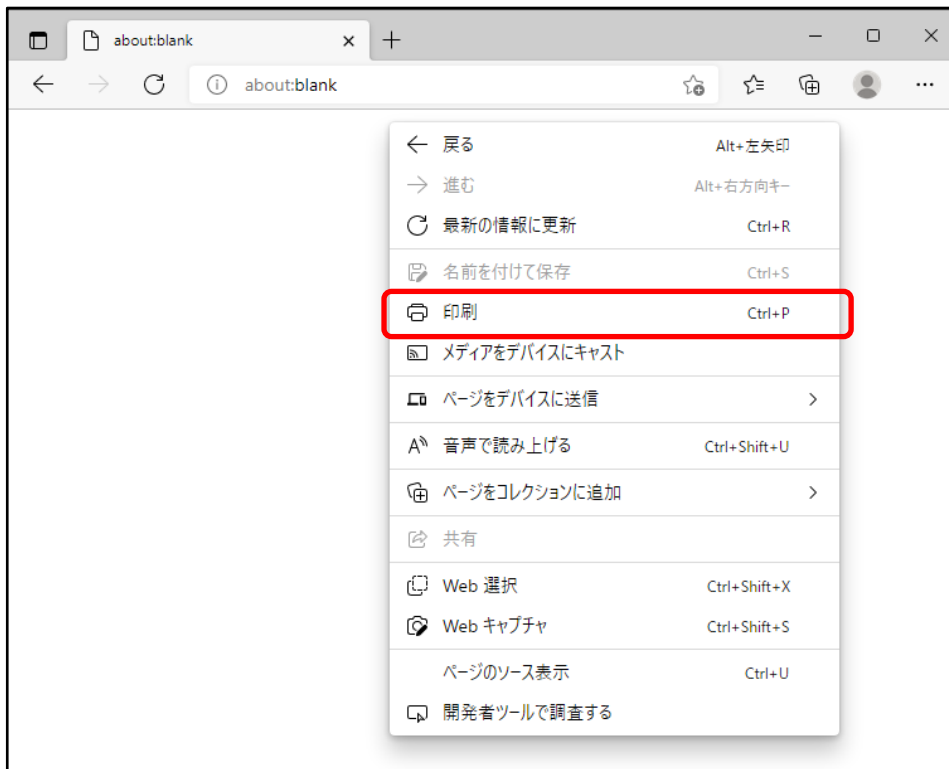 about:blank
about:blank
戻る Alt+左矢印
進む Alt+右方向キー
最新の情報に更新 Ctrl+R
名前を付けて保存 Ctrl+S
印刷 Ctrl+P
メディアをデバイスにキャスト
ページをデバイスに送信
音声で読み上げる Ctrl+Shift+U
ページをコレクションに追加
共有
Web 選択 Ctrl+Shift+X
Web キャプチャ Ctrl+Shift+S
ページのソース表示 Ctrl+U
開発者ツールで調査する